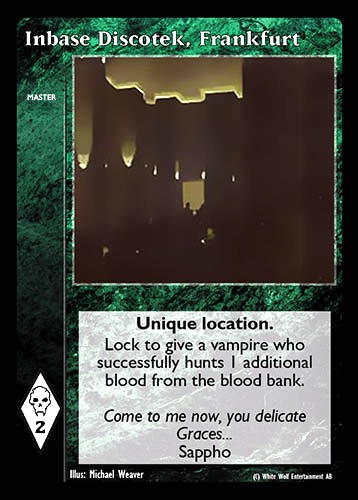 Inbase Discotek, Frankfurt
MASTER
Unique location.
Lock to give a vampire who
successfully hunts 1 additional
blood from the blood bank.
Come to me now, you delicate
Graces...
Sappho
2
Illus: Michael Weaver
(C) White Wolf Entertainment AB